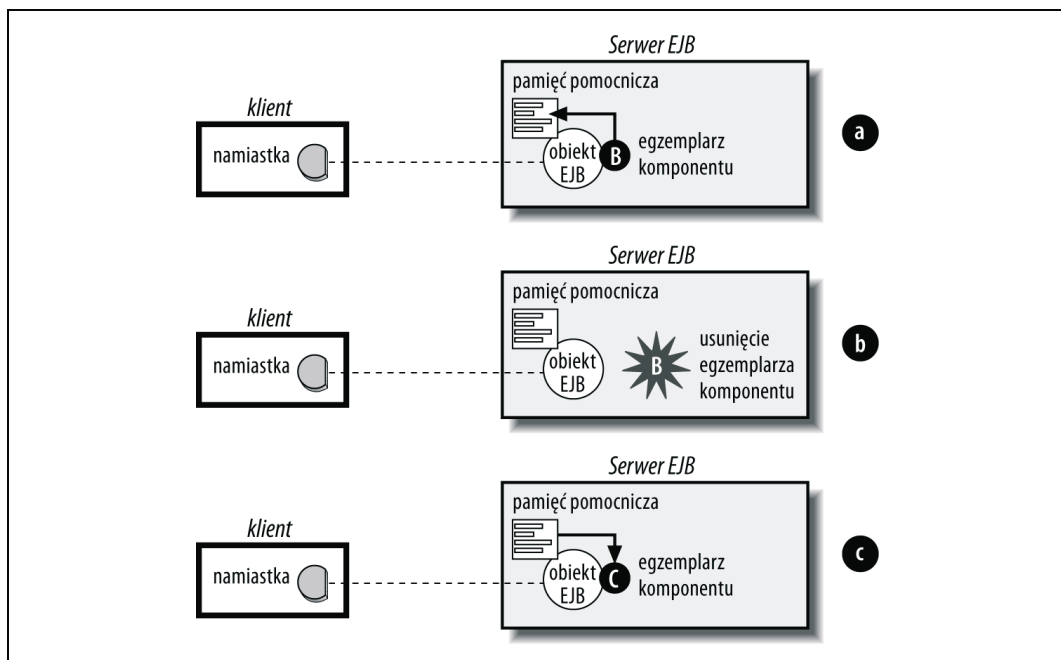 Serwer EJB
pamięć pomocnicza
klient
namiastka
obiekt
EJB
B
egzemplarz
komponentu
a
Serwer EJB
pamięć pomocnicza
klient
namiastka
obiekt
EJB
B
usunięcie
egzemplarza
komponentu
b
Serwer EJB
pamięć pomocnicza
klient
namiastka
obiekt
EJB
C
egzemplarz
komponentu
c